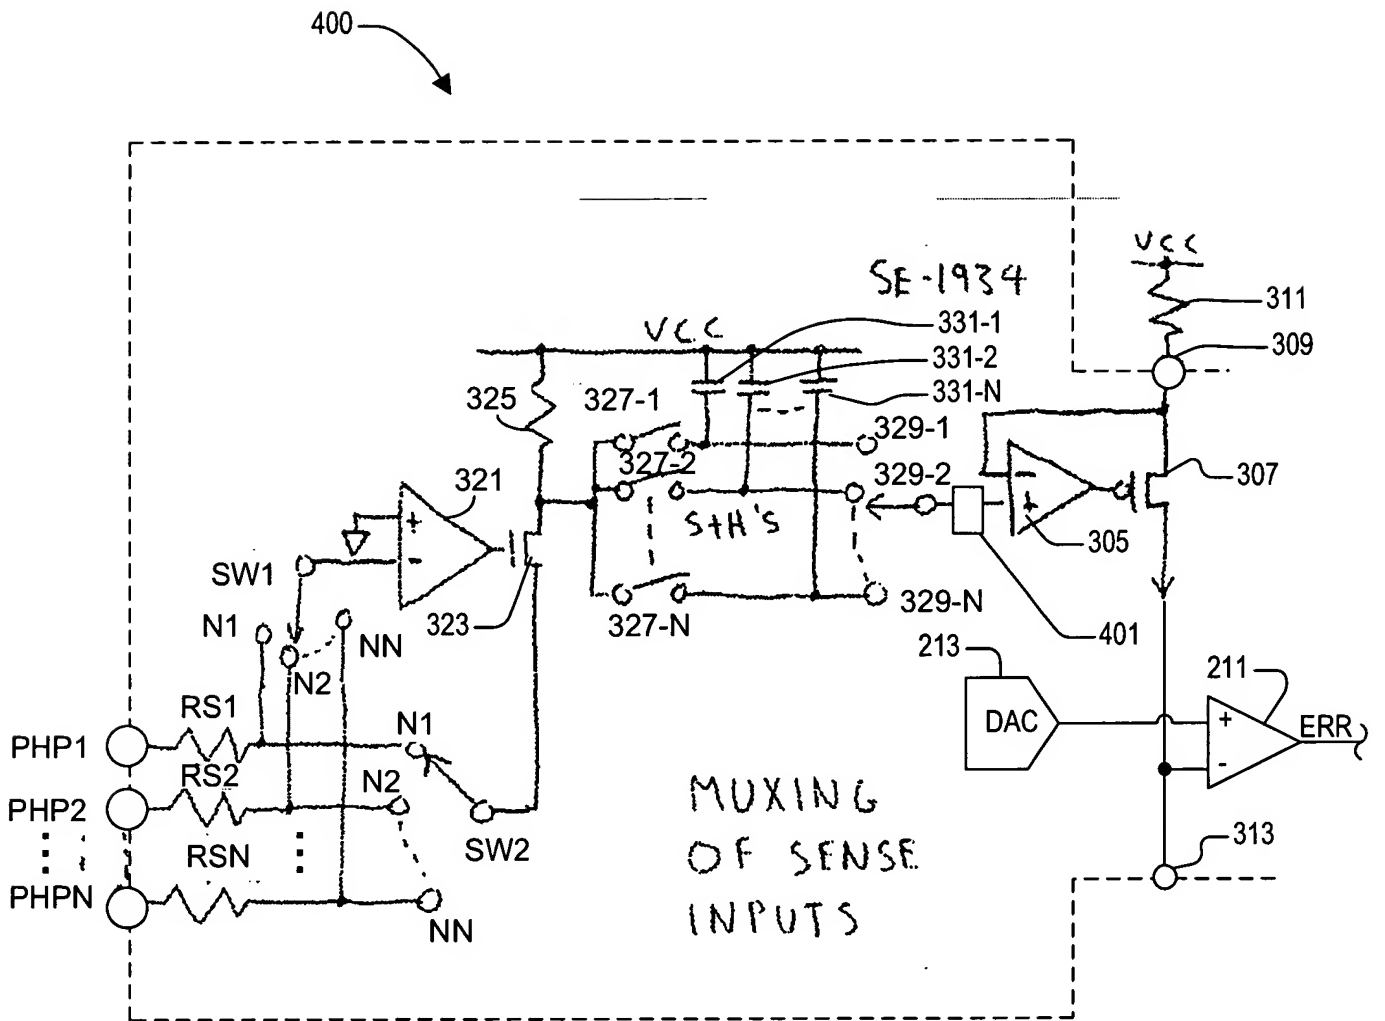 400
VCC
SE-1934
311
VCC
331-1
309
331-2
325
327-1
331-N
329-1
327-2
329-2
307
321
+
-
S+H'S
-
+
305
SW1
323
327-N
329-N
401
N1
NN
N2
213
211
RS1
N1
DAC
+
-
ERR
PHP1
RS2
N2
PHP2
SW2
RSN
PHPN
NN
MUXING
OF SENSE
INPUTS
313